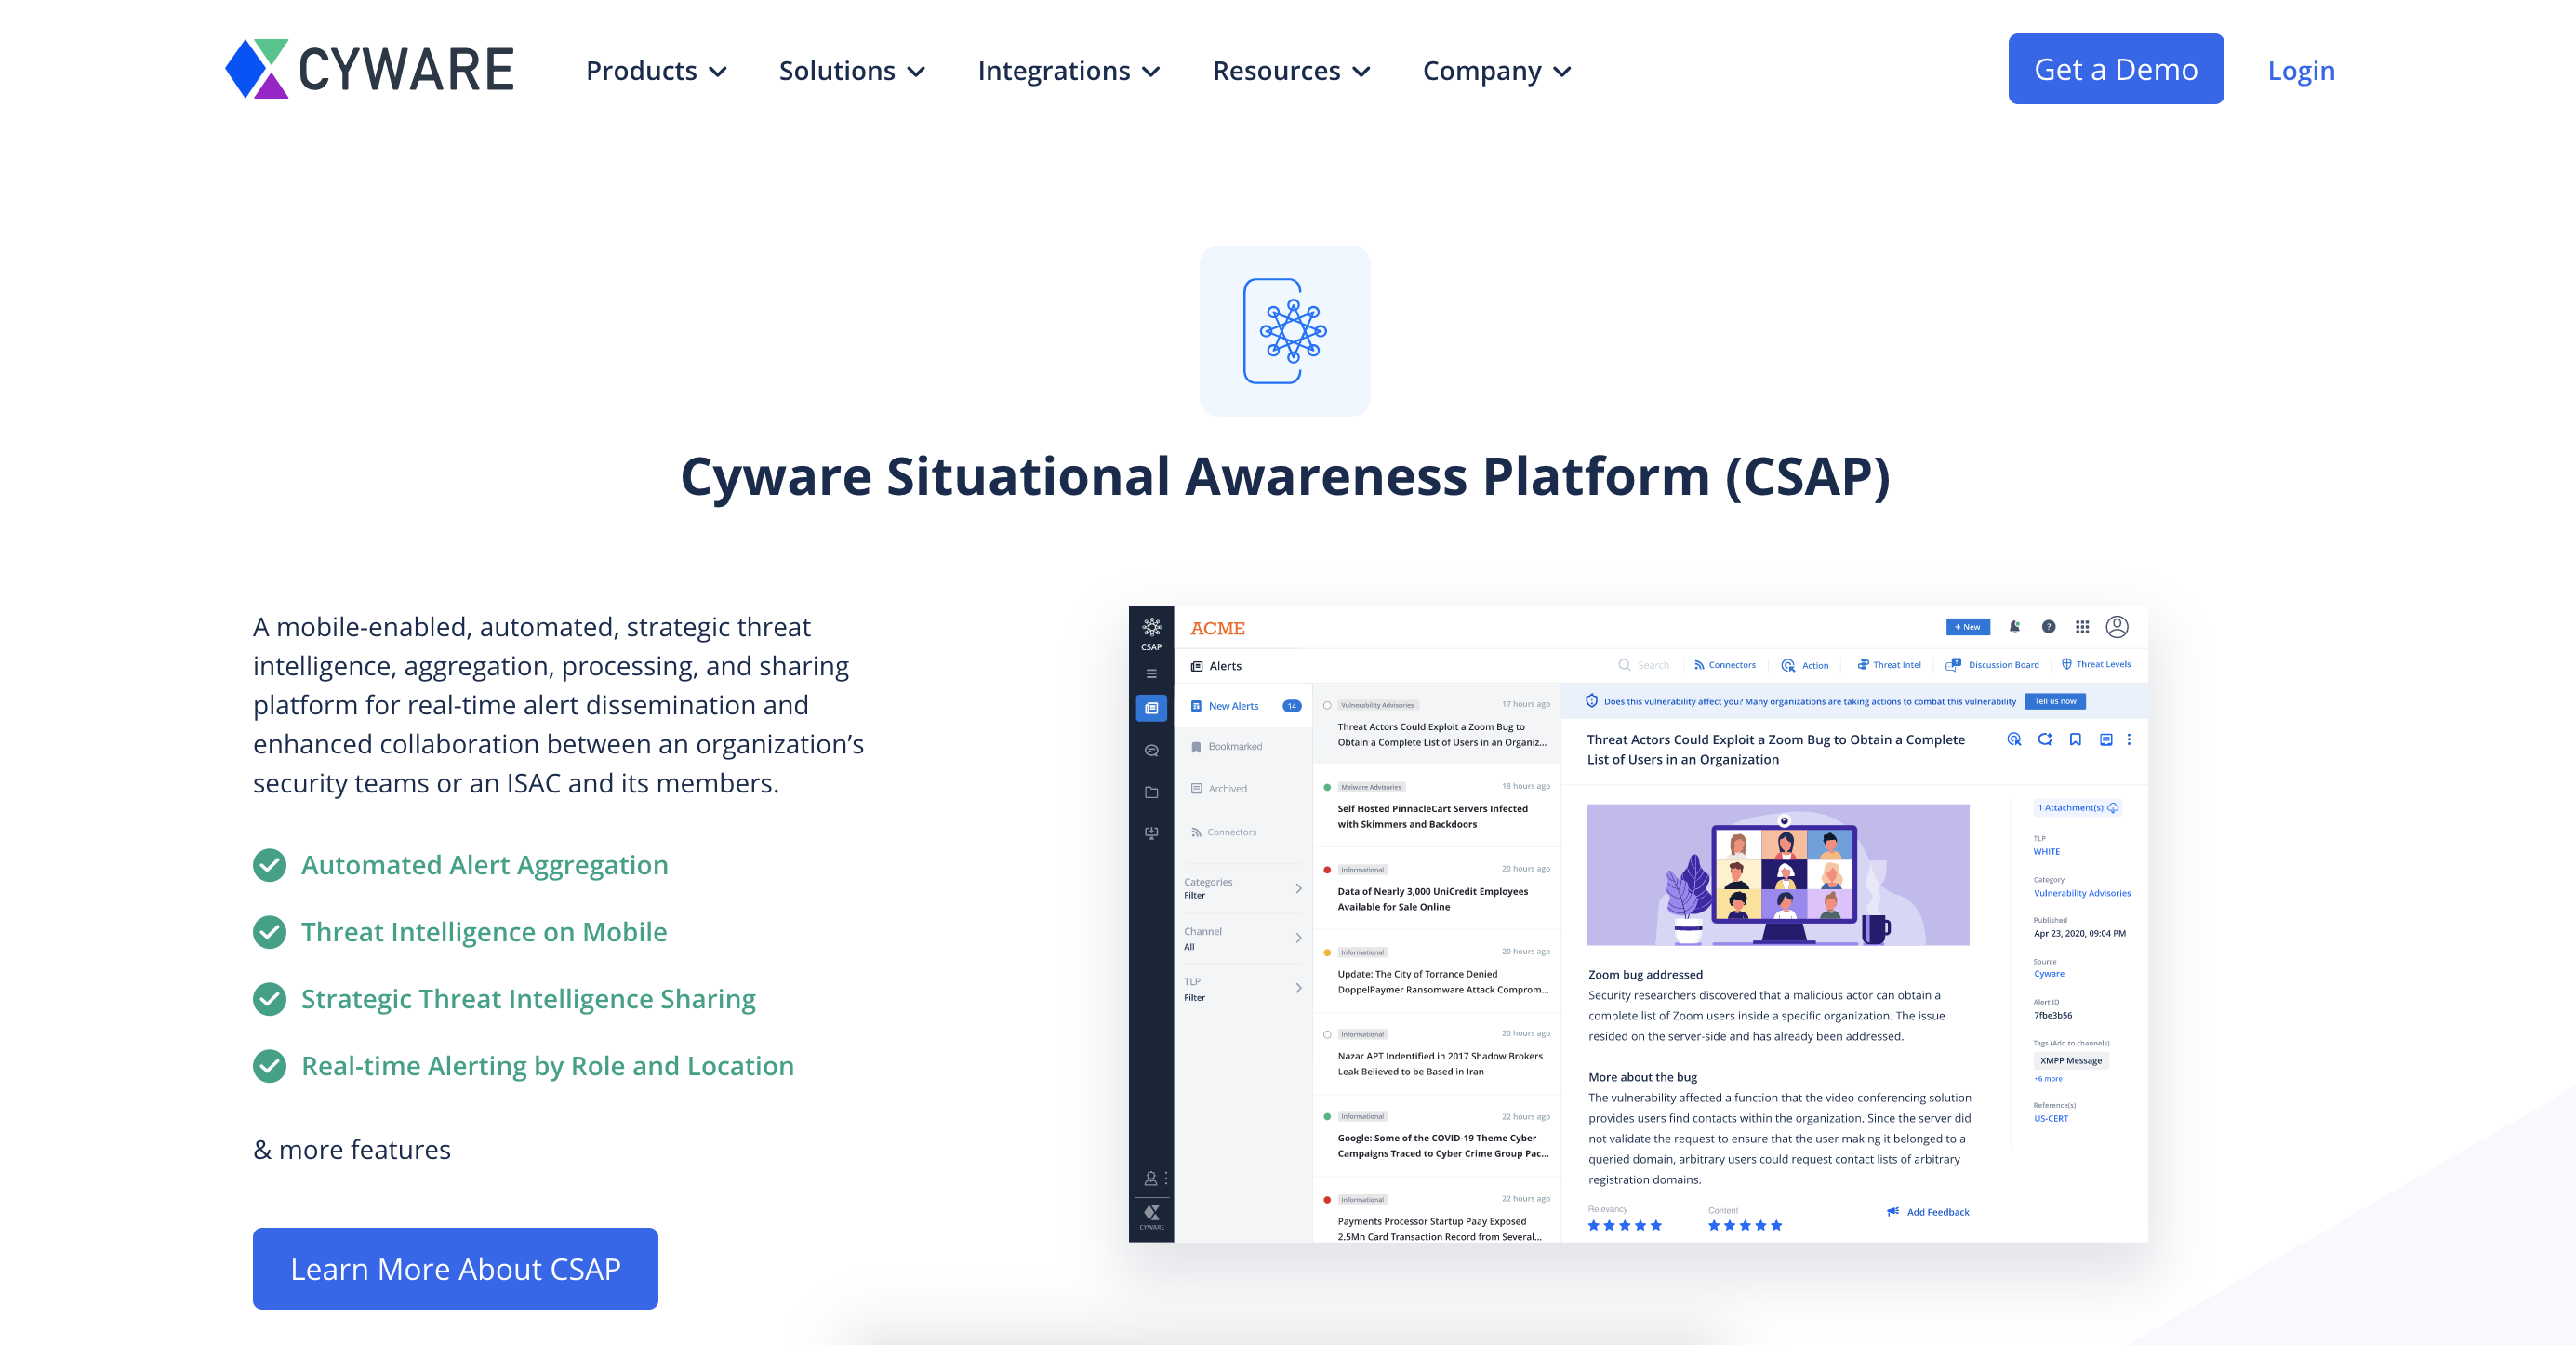 CYWARE
Products
Solutions
Integrations
Resources
Company
Get a Demo
Login
Cyware Situational Awareness Platform (CSAP)
A mobile-enabled, automated, strategic threat
intelligence, aggregation, processing, and sharing
platform for real-time alert dissemination and
enhanced collaboration between an organization’s
security teams or an ISAC and its members.
Automated Alert Aggregation
Threat Intelligence on Mobile
Strategic Threat Intelligence Sharing
Real-time Alerting by Role and Location
& more features
Learn More About CSAP
CSAP
CYWARE
ACME
+ New
Alerts
Search
Connectors
Action
Threat Intel
Discussion Board
Threat Levels
New Alerts 14
Bookmarked
Archived
Connectors
Categories
Filter
Channel
All
TLP
Filter
Vulnerability Advisories 17 hours ago
Threat Actors Could Exploit a Zoom Bug to
Obtain a Complete List of Users in an Organiz...
Malware Advisories 18 hours ago
Self Hosted PinnacleCart Servers Infected
with Skimmers and Backdoors
Informational 20 hours ago
Data of Nearly 3,000 UniCredit Employees
Available for Sale Online
Informational 20 hours ago
Update: The City of Torrance Denied
DoppelPaymer Ransomware Attack Comprom...
Informational 20 hours ago
Nazar APT Indentified in 2017 Shadow Brokers
Leak Believed to be Based in Iran
Informational 22 hours ago
Google: Some of the COVID-19 Theme Cyber
Campaigns Traced to Cyber Crime Group Pac...
Informational 22 hours ago
Payments Processor Startup Paay Exposed
2.5Mn Card Transaction Record from Several...
Does this vulnerability affect you? Many organizations are taking actions to combat this vulnerability
Tell us now
Threat Actors Could Exploit a Zoom Bug to Obtain a Complete
List of Users in an Organization
Zoom bug addressed
Security researchers discovered that a malicious actor can obtain a
complete list of Zoom users inside a specific organization. The issue
resided on the server-side and has already been addressed.
More about the bug
The vulnerability affected a function that the video conferencing solution
provides users find contacts within the organization. Since the server did
not validate the request to ensure that the user making it belonged to a
queried domain, arbitrary users could request contact lists of arbitrary
registration domains.
Relevancy
Content
Add Feedback
1 Attachment(s)
TLP
WHITE
Category
Vulnerability Advisories
Published
Apr 23, 2020, 09:04 PM
Source
Cyware
Alert ID
7fbe3b56
Tags (Add to channels)
XMPP Message
+6 more
Reference(s)
US-CERT